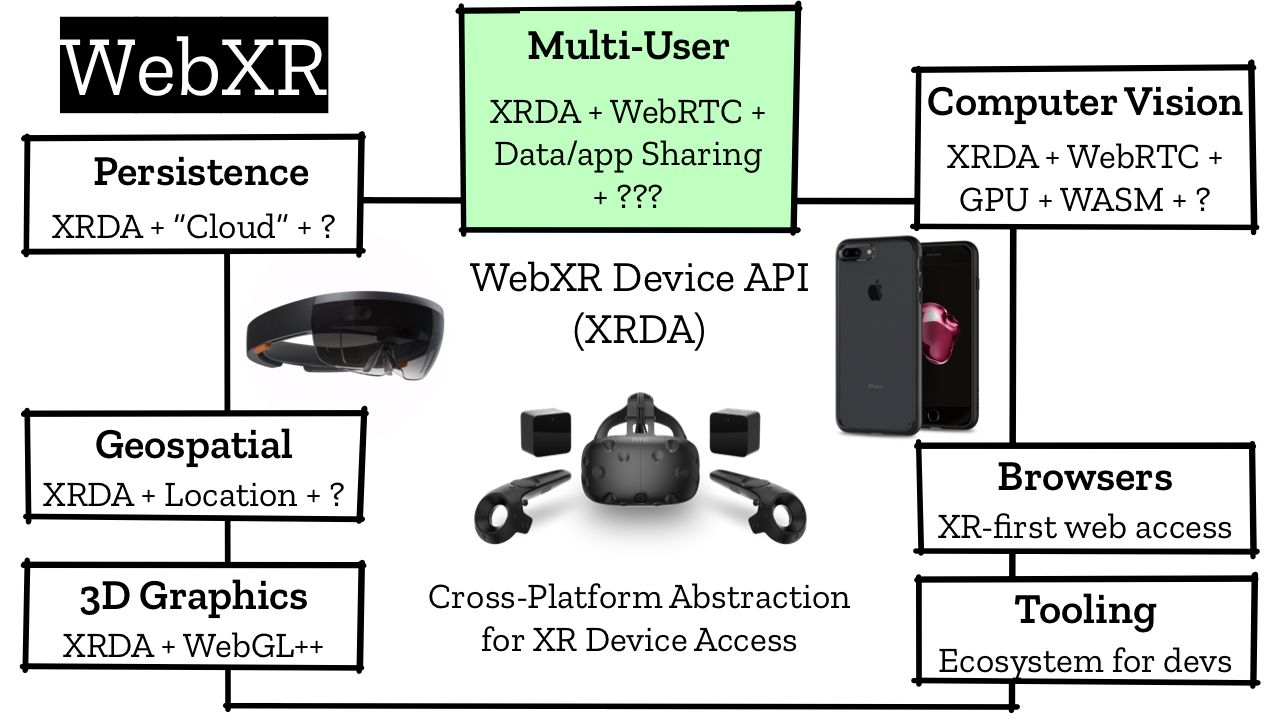 WebXR
Multi-User
XRDA + WebRTC +
Data/app Sharing
+ ???
Computer Vision
XRDA + WebRTC +
GPU + WASM + ?
Persistence
XRDA + “Cloud” + ?
WebXR Device API
(XRDA)
Geospatial
XRDA + Location + ?
Browsers
XR-first web access
3D Graphics
XRDA + WebGL++
Cross-Platform Abstraction
for XR Device Access
Tooling
Ecosystem for devs